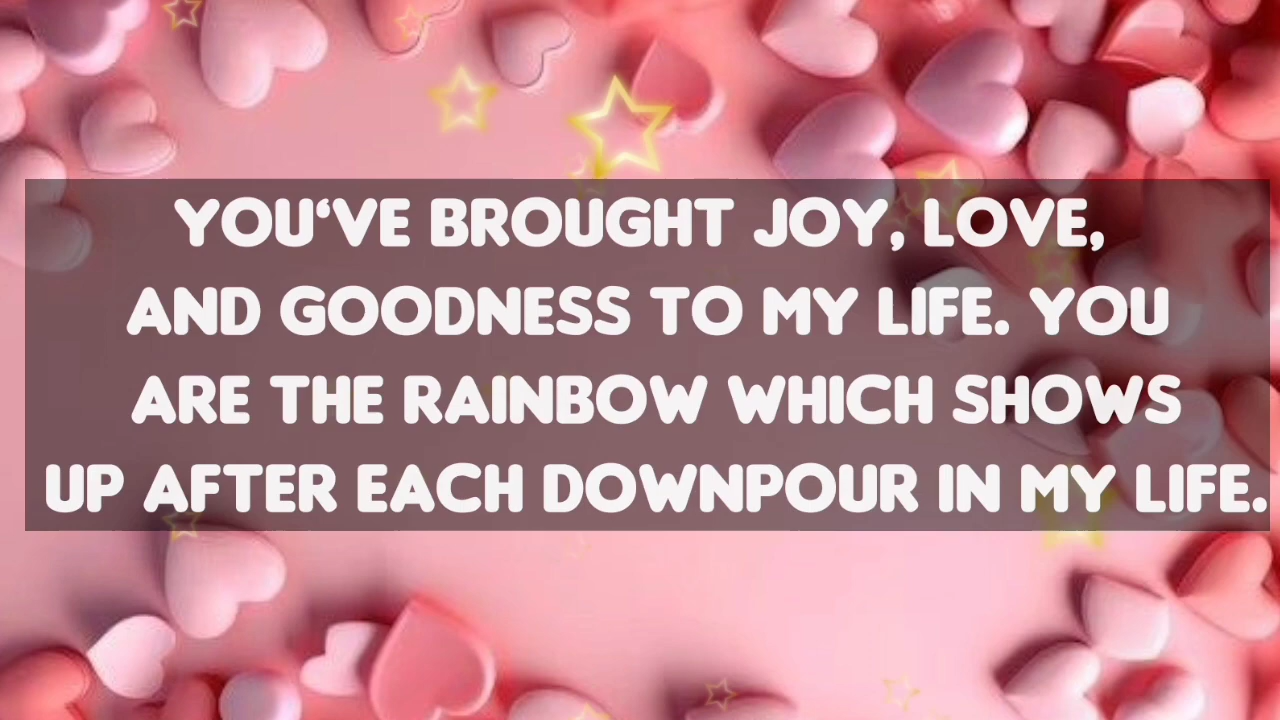 YOU‘VE BROUGHT JOY, LOVE,
AND GOODNESS TO MY LIFE. YOU
ARE THE RAINBOW WHICH SHOWS
UP AFTER EACH DOWNPOUR IN MY LIFE.